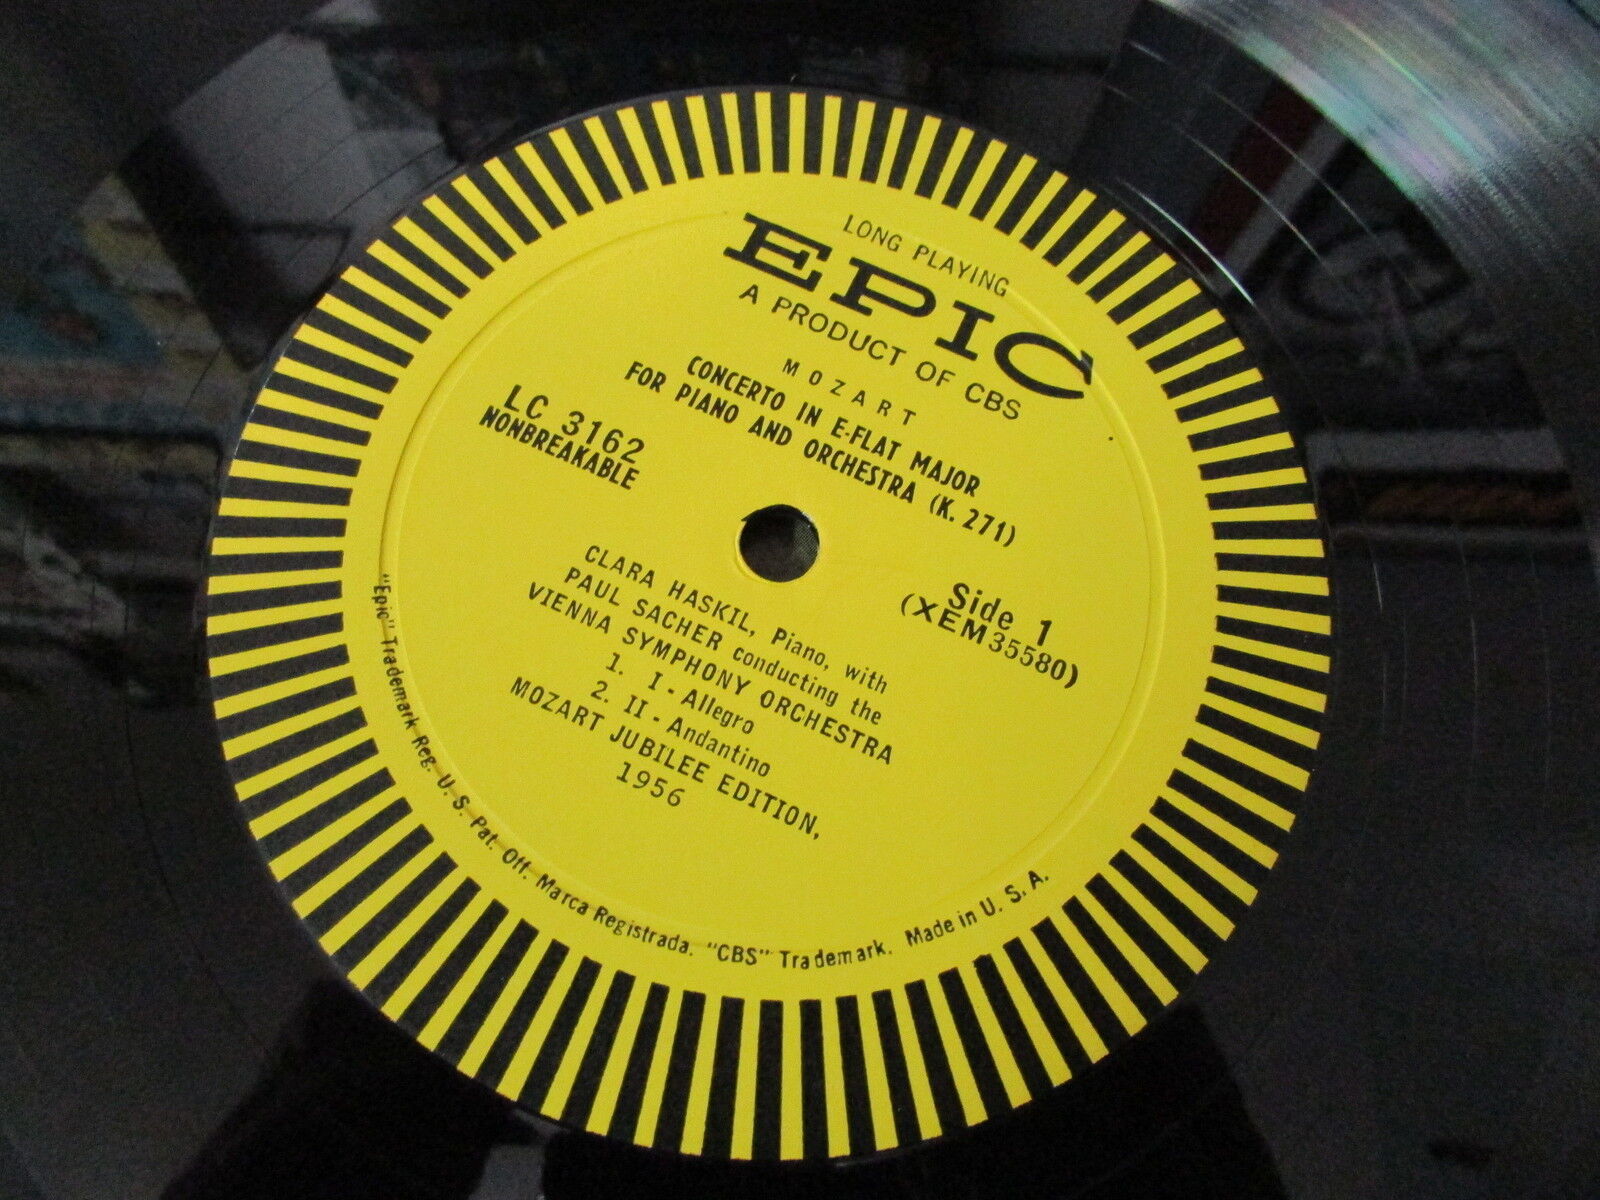 LONG PLAYING
EPIC
A PRODUCT OF CBS
MOZART
CONCERTO IN E-FLAT MAJOR
FOR PIANO AND ORCHESTRA (K. 271)
LC 3162
NONBREAKABLE
Side 1
(XEM35580)
CLARA HASKIL, Piano, with
PAUL SACHER conducting the
VIENNA SYMPHONY ORCHESTRA
1. I - Allegro
2. II - Andantino
MOZART JUBILEE EDITION,
1956
"Epic" Trademark Reg. U. S. Pat. Off. Marca Registrada. "CBS" Trademark. Made in U. S. A.